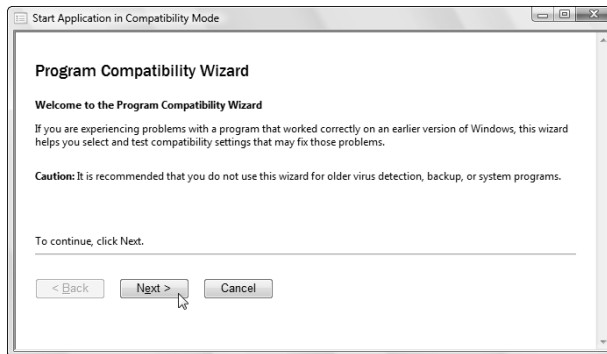 Start Application in Compatibility Mode
Program Compatibility Wizard
Welcome to the Program Compatibility Wizard
If you are experiencing problems with a program that worked correctly on an earlier version of Windows, this wizard
helps you select and test compatibility settings that may fix those problems.
Caution: It is recommended that you do not use this wizard for older virus detection, backup, or system programs.
To continue, click Next.
< Back Next > Cancel